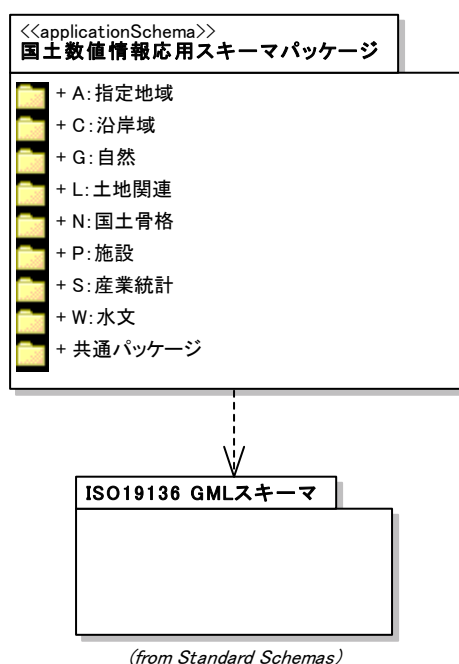 <<applicationSchema>>
国土数値情報応用スキーマパッケージ
+ A:指定地域
+ C:沿岸域
+ G:自然
+ L:土地関連
+ N:国土骨格
+ P:施設
+ S:産業統計
+ W:水文
+ 共通パッケージ
ISO19136 GMLスキーマ
(from Standard Schemas)